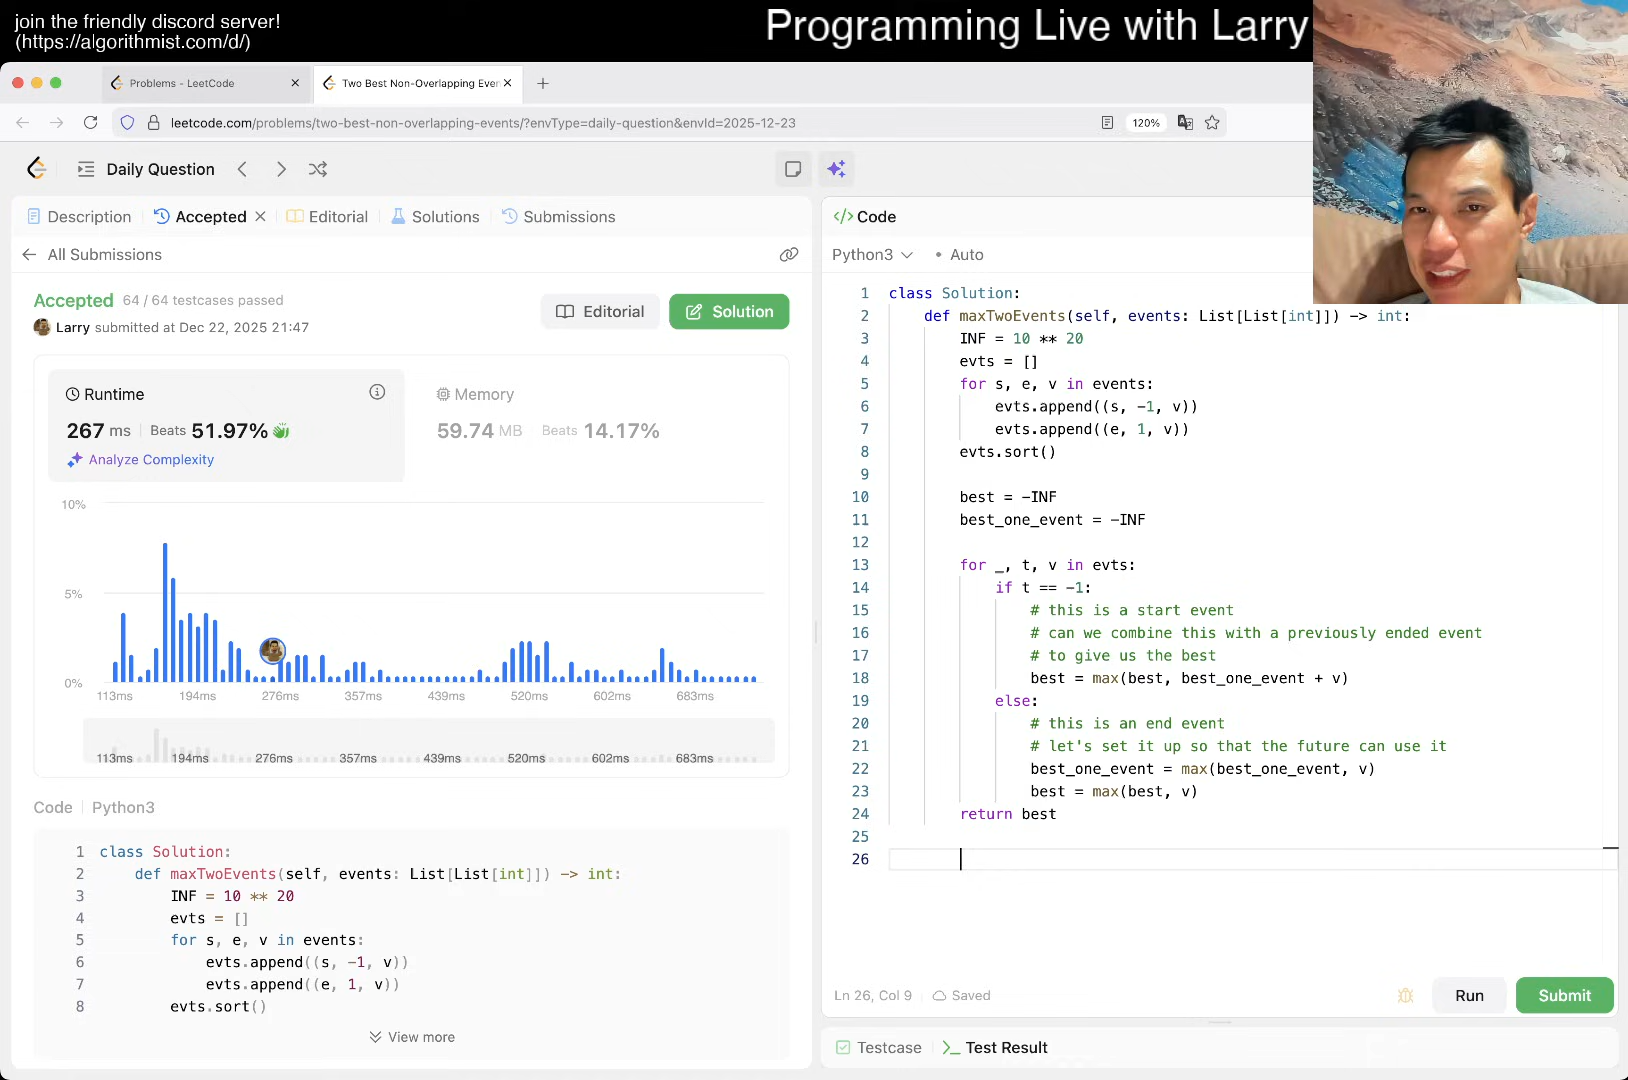 join the friendly discord server!
(https://algorithmist.com/d/)
Programming Live with Larry
Problems - LeetCode
Two Best Non-Overlapping Even
leetcode.com/problems/two-best-non-overlapping-events/?envType=daily-question&envId=2025-12-23
120%
Daily Question
Description
Accepted
Editorial
Solutions
Submissions
All Submissions
Accepted 64 / 64 testcases passed
Larry submitted at Dec 22, 2025 21:47
Editorial
Solution
Runtime
267 ms Beats 51.97%
Analyze Complexity
Memory
59.74 MB Beats 14.17%
10%
5%
0%
113ms 194ms 276ms 357ms 439ms 520ms 602ms 683ms
113ms 194ms 276ms 357ms 439ms 520ms 602ms 683ms
Code Python3
1 class Solution:
2 def maxTwoEvents(self, events: List[List[int]]) -> int:
3 INF = 10 ** 20
4 evts = []
5 for s, e, v in events:
6 evts.append((s, -1, v))
7 evts.append((e, 1, v))
8 evts.sort()
View more
</> Code
Python3 • Auto
1 class Solution:
2 def maxTwoEvents(self, events: List[List[int]]) -> int:
3 INF = 10 ** 20
4 evts = []
5 for s, e, v in events:
6 evts.append((s, -1, v))
7 evts.append((e, 1, v))
8 evts.sort()
9
10 best = -INF
11 best_one_event = -INF
12
13 for _, t, v in evts:
14 if t == -1:
15 # this is a start event
16 # can we combine this with a previously ended event
17 # to give us the best
18 best = max(best, best_one_event + v)
19 else:
20 # this is an end event
21 # let's set it up so that the future can use it
22 best_one_event = max(best_one_event, v)
23 best = max(best, v)
24 return best
25
26
Ln 26, Col 9 Saved
Run
Submit
Testcase
Test Result